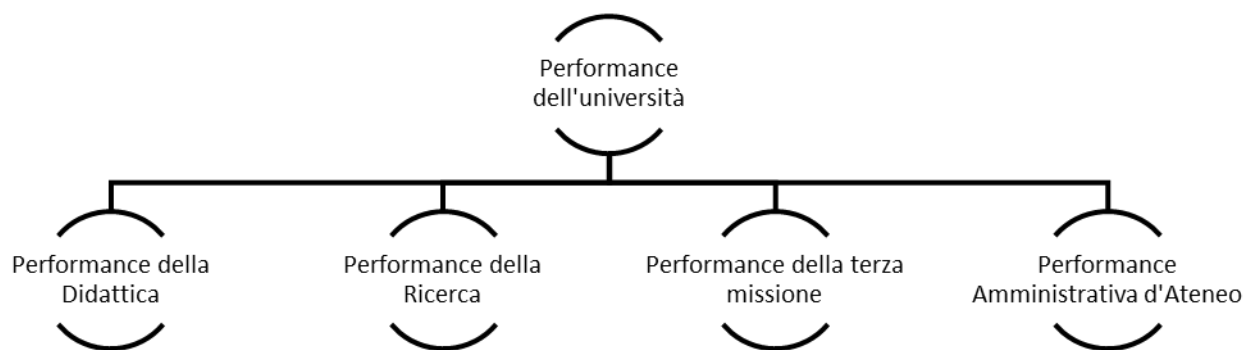 Performance
dell'università
Performance della
Didattica
Performance della
Ricerca
Performance della terza
missione
Performance
Amministrativa d'Ateneo